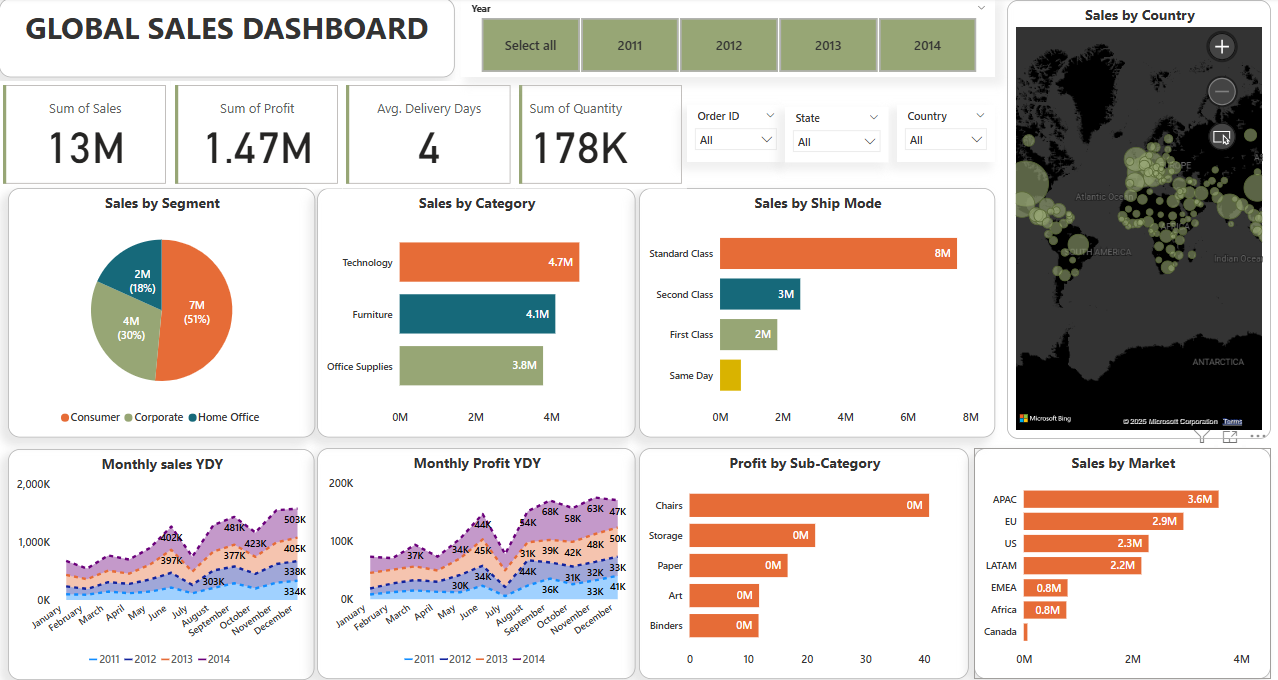 GLOBAL SALES DASHBOARD
Year
Select all
2011
2012
2013
2014
Sum of Sales
13M
Sum of Profit
1.47M
Avg. Delivery Days
4
Sum of Quantity
178K
Order ID
All
State
All
Country
All
Sales by Country
Atlantic Ocean
SOUTH AMERICA
Indian Ocea
ANTARCTICA
Microsoft Bing
© 2025 Microsoft Corporation Terms
Sales by Segment
2M
(18%)
7M
(51%)
4M
(30%)
Consumer Corporate Home Office
Sales by Category
Technology 4.7M
Furniture 4.1M
Office Supplies 3.8M
0M 2M 4M
Sales by Ship Mode
Standard Class 8M
Second Class 3M
First Class 2M
Same Day
0M 2M 4M 6M 8M
Monthly sales YDY
2,000K
1,000K
0K
402K
481K
423K
503K
397K
377K
405K
303K
338K
334K
January February March April May June July August September October November December
2011 2012 2013 2014
Monthly Profit YDY
200K
100K
0K
37K
34K
44K
54K
68K
58K
63K
47K
45K
31K
39K
42K
48K
50K
30K
34K
44K
31K
32K
33K
36K
33K
41K
January February March April May June July August September October November December
2011 2012 2013 2014
Profit by Sub-Category
Chairs 0M
Storage 0M
Paper 0M
Art 0M
Binders 0M
0 10 20 30 40
Sales by Market
APAC 3.6M
EU 2.9M
US 2.3M
LATAM 2.2M
EMEA 0.8M
Africa 0.8M
Canada
0M 2M 4M